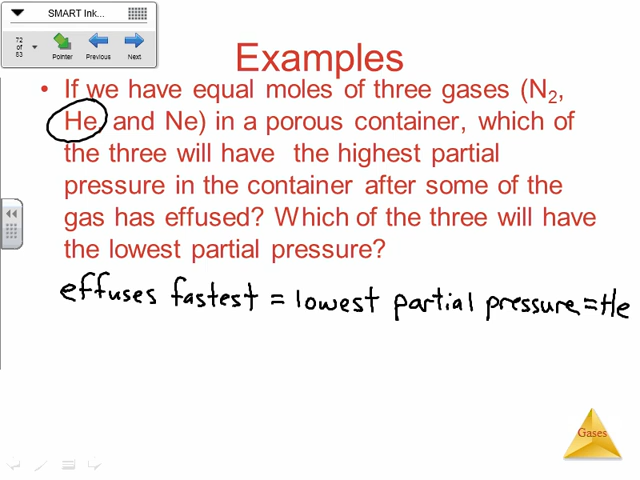 SMART Ink...
72
of
83
Pointer
Previous
Next
Examples
• If we have equal moles of three gases (N₂,
He, and Ne) in a porous container, which of
the three will have the highest partial
pressure in the container after some of the
gas has effused? Which of the three will have
the lowest partial pressure?
effuses fastest = lowest partial pressure = He
Gases